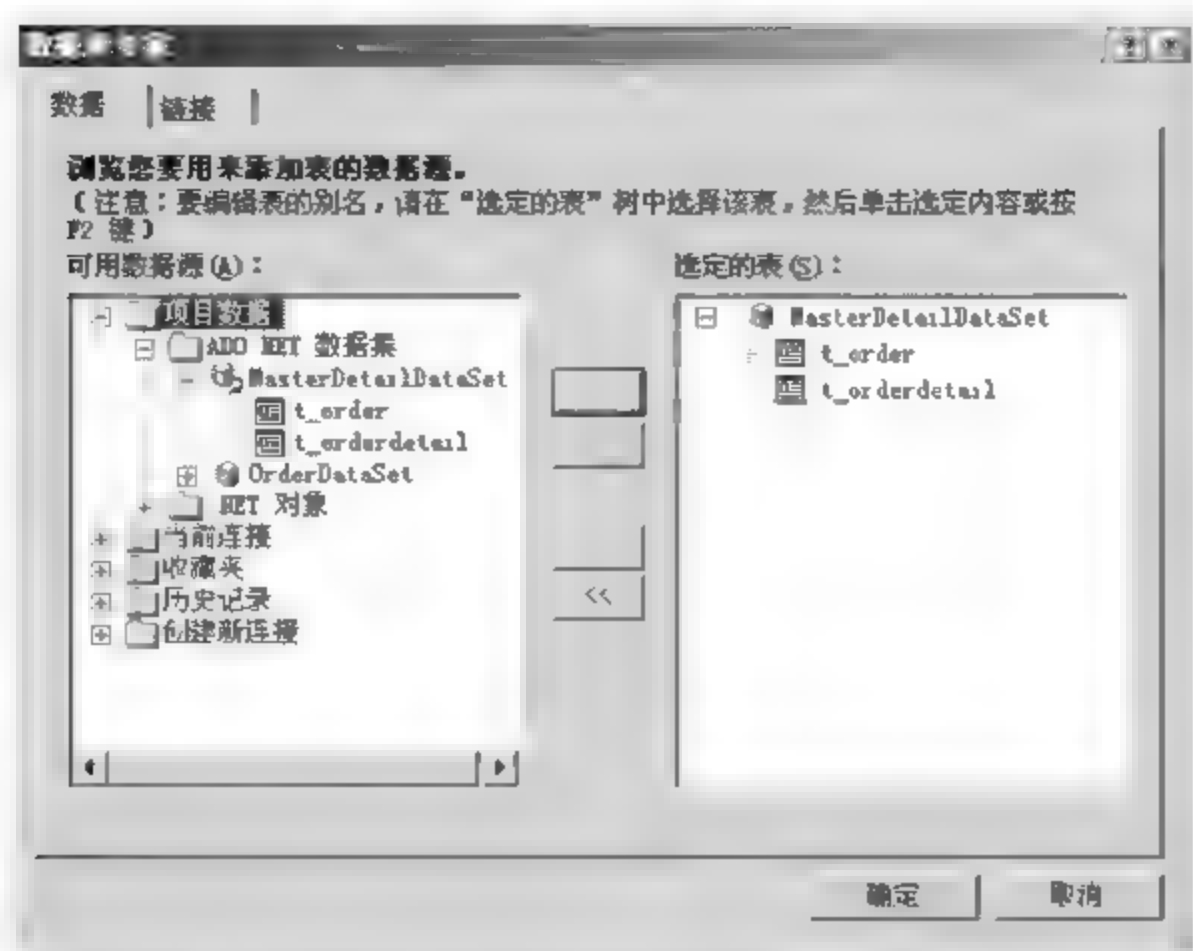 数据库专家
数据
链接
浏览您要用来添加表的数据源。
(注意：要编辑表的别名，请在“选定的表”树中选择该表，然后单击选定内容或按
F2 键)
可用数据源(A)：
选定的表(S)：
项目数据
ADO NET 数据集
MasterDetailDataSet
t_order
t_orderdetail
OrderDataSet
NET 对象
当前连接
收藏夹
历史记录
创建新连接
<<
MasterDetailDataSet
t_order
t_orderdetail
确定
取消